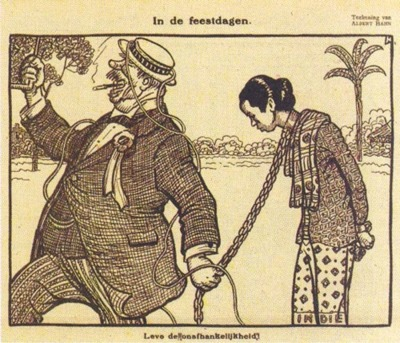 In de feestdagen.
Teekening van
ALBERT HAHN
INDIE
Leve de „onafhankelijkheid”!